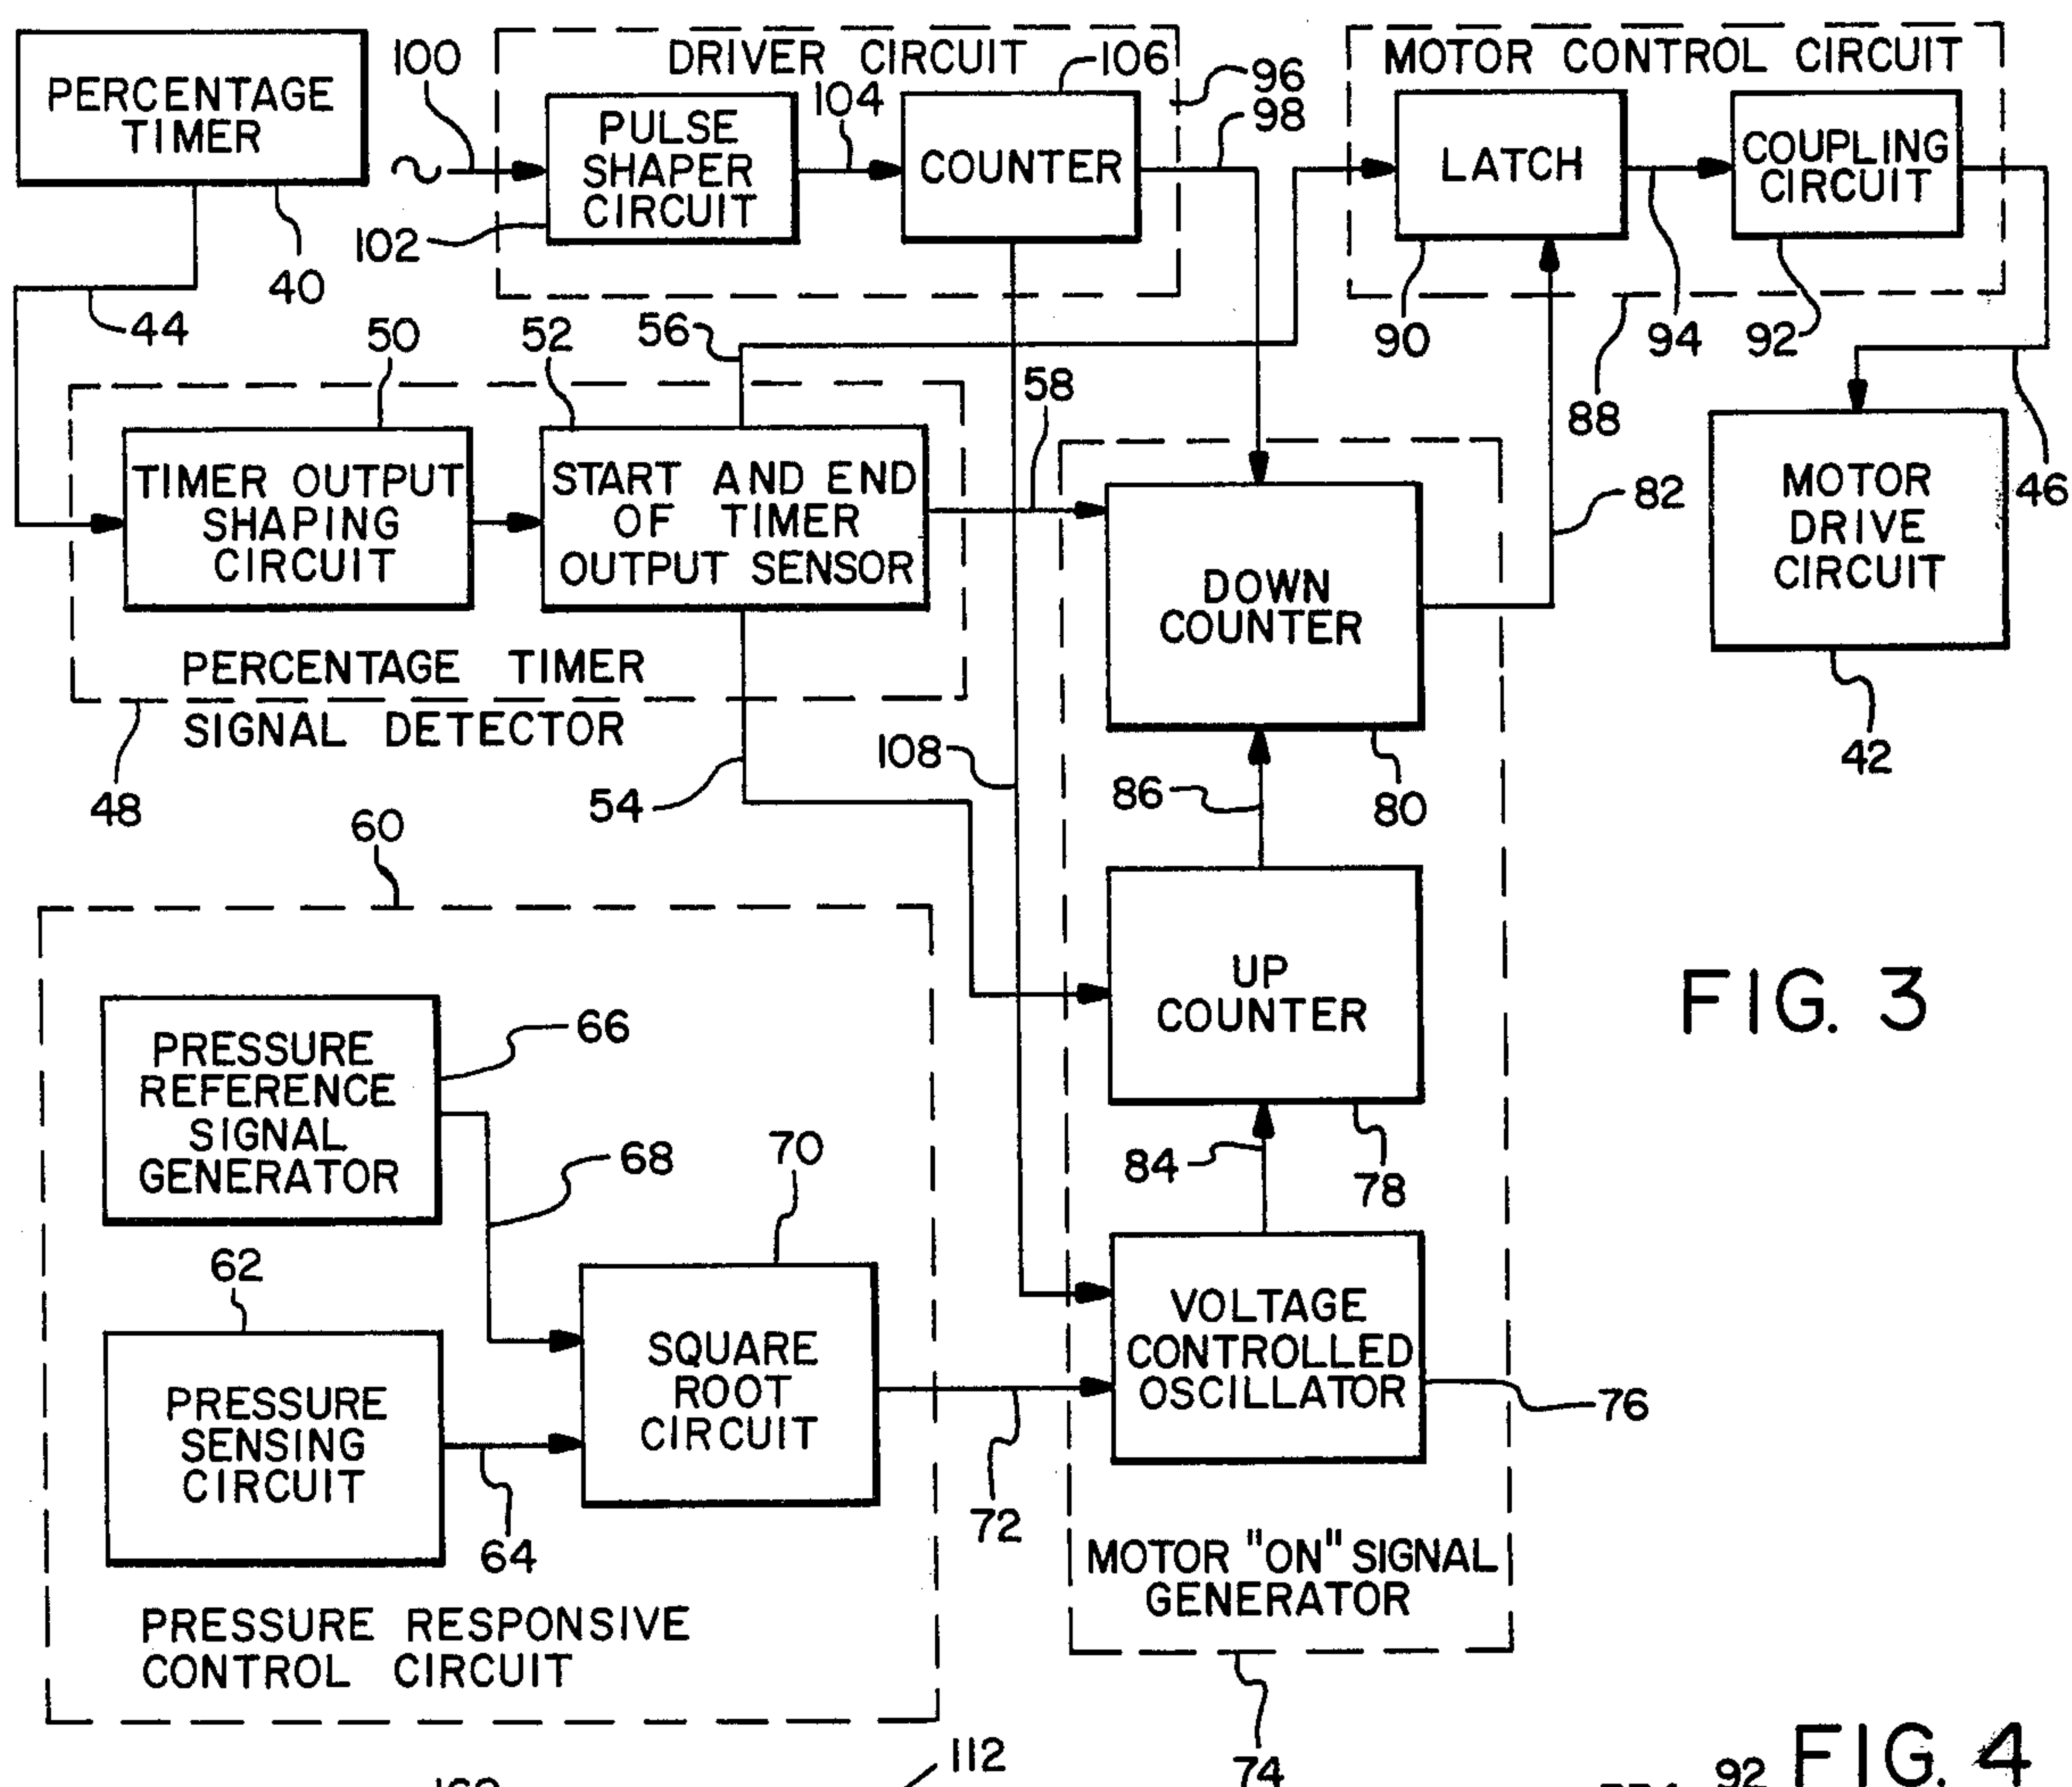 PERCENTAGE
TIMER
40
44
100
DRIVER CIRCUIT
106
96
98
104
PULSE
SHAPER
CIRCUIT
102
COUNTER
MOTOR CONTROL CIRCUIT
LATCH
COUPLING
CIRCUIT
90
94
92
88
46
50
52
56
58
TIMER OUTPUT
SHAPING
CIRCUIT
START AND END
OF TIMER
OUTPUT SENSOR
PERCENTAGE TIMER
SIGNAL DETECTOR
48
54
108
DOWN
COUNTER
82
MOTOR
DRIVE
CIRCUIT
42
86
80
60
UP
COUNTER
FIG. 3
PRESSURE
REFERENCE
SIGNAL
GENERATOR
66
68
70
84
78
62
PRESSURE
SENSING
CIRCUIT
64
SQUARE
ROOT
CIRCUIT
72
VOLTAGE
CONTROLLED
OSCILLATOR
76
MOTOR "ON" SIGNAL
GENERATOR
PRESSURE RESPONSIVE
CONTROL CIRCUIT
74
112
92
FIG. 4